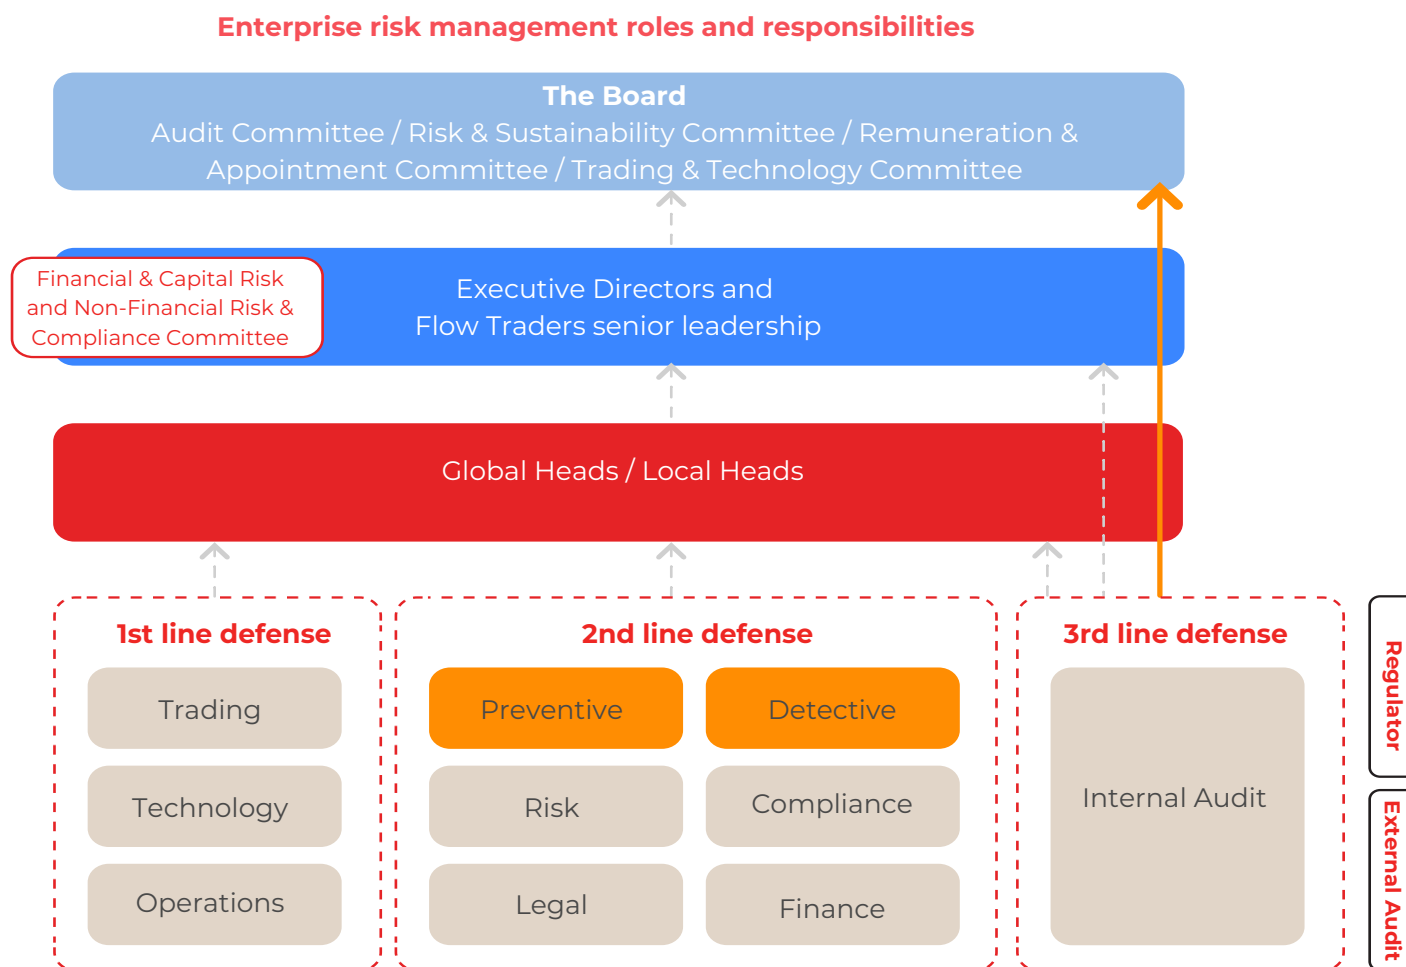 Enterprise risk management roles and responsibilities
The Board
Audit Committee / Risk & Sustainability Committee / Remuneration &
Appointment Committee / Trading & Technology Committee
Financial & Capital Risk
and Non-Financial Risk &
Compliance Committee
Executive Directors and
Flow Traders senior leadership
Global Heads / Local Heads
1st line defense
Trading
Technology
Operations
2nd line defense
Preventive
Detective
Risk
Compliance
Legal
Finance
3rd line defense
Internal Audit
Regulator
External Audit